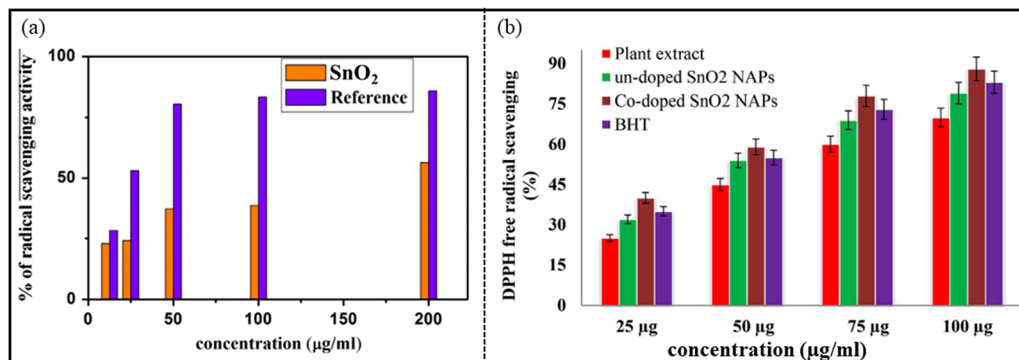 (a)
% of radical scavenging activity
100
50
0
SnO₂
Reference
0
50
100
150
200
concentration (µg/ml)
(b)
DPPH free radical scavenging
(%)
90
75
60
45
30
15
0
Plant extract
un-doped SnO2 NAPs
Co-doped SnO2 NAPs
BHT
25 µg
50 µg
75 µg
100 µg
concentration (µg/ml)